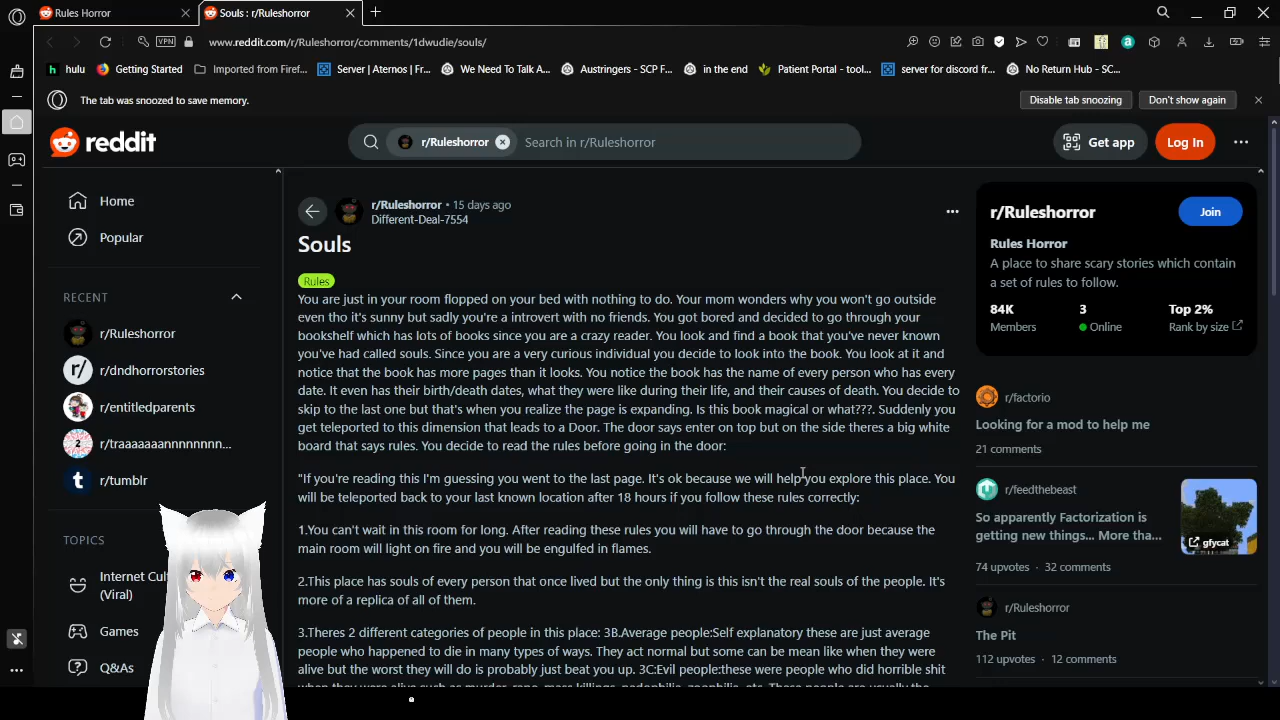 Rules Horror
Souls : r/Ruleshorror
VPN
www.reddit.com/r/Ruleshorror/comments/1dwudie/souls/
hulu
Getting Started
Imported from Firef...
Server | Aternos | Fr...
We Need To Talk A...
Austringers - SCP F...
in the end
Patient Portal - tool...
server for discord fr...
No Return Hub - SC...
The tab was snoozed to save memory.
Disable tab snoozing
Don't show again
reddit
r/Ruleshorror
Search in r/Ruleshorror
Get app
Log In
Home
Popular
RECENT
r/Ruleshorror
r/dndhorrorstories
r/entitledparents
r/traaaaaaannnnnnnn...
r/tumblr
TOPICS
Internet Cul
(Viral)
Games
Q&As
r/Ruleshorror • 15 days ago
Different-Deal-7554
Souls
Rules
You are just in your room flopped on your bed with nothing to do. Your mom wonders why you won't go outside
even tho it's sunny but sadly you're a introvert with no friends. You got bored and decided to go through your
bookshelf which has lots of books since you are a crazy reader. You look and find a book that you've never known
you've had called souls. Since you are a very curious individual you decide to look into the book. You look at it and
notice that the book has more pages than it looks. You notice the book has the name of every person who has every
date. It even has their birth/death dates, what they were like during their life, and their causes of death. You decide to
skip to the last one but that's when you realize the page is expanding. Is this book magical or what???. Suddenly you
get teleported to this dimension that leads to a Door. The door says enter on top but on the side theres a big white
board that says rules. You decide to read the rules before going in the door:
"If you're reading this I'm guessing you went to the last page. It's ok because we will help you explore this place. You
will be teleported back to your last known location after 18 hours if you follow these rules correctly:
1.You can't wait in this room for long. After reading these rules you will have to go through the door because the
main room will light on fire and you will be engulfed in flames.
2.This place has souls of every person that once lived but the only thing is this isn't the real souls of the people. It's
more of a replica of all of them.
3.Theres 2 different categories of people in this place: 3B.Average people:Self explanatory these are just average
people who happened to die in many types of ways. They act normal but some can be mean like when they were
alive but the worst they will do is probably just beat you up. 3C:Evil people:these were people who did horrible shit
r/Ruleshorror
Join
Rules Horror
A place to share scary stories which contain
a set of rules to follow.
84K
3
Top 2%
Members
Online
Rank by size
r/factorio
Looking for a mod to help me
21 comments
r/feedthebeast
So apparently Factorization is
getting new things... More tha...
gfycat
74 upvotes • 32 comments
r/Ruleshorror
The Pit
112 upvotes • 12 comments